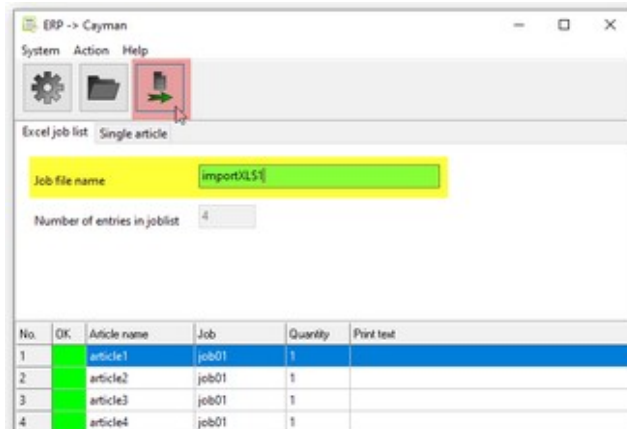 ERP -> Cayman
System Action Help
Excel job list Single article
Job file name importXLS1
Number of entries in joblist 4
No. OK Article name Job Quantity Print text
1 article1 job01 1
2 article2 job01 1
3 article3 job01 1
4 article4 job01 1